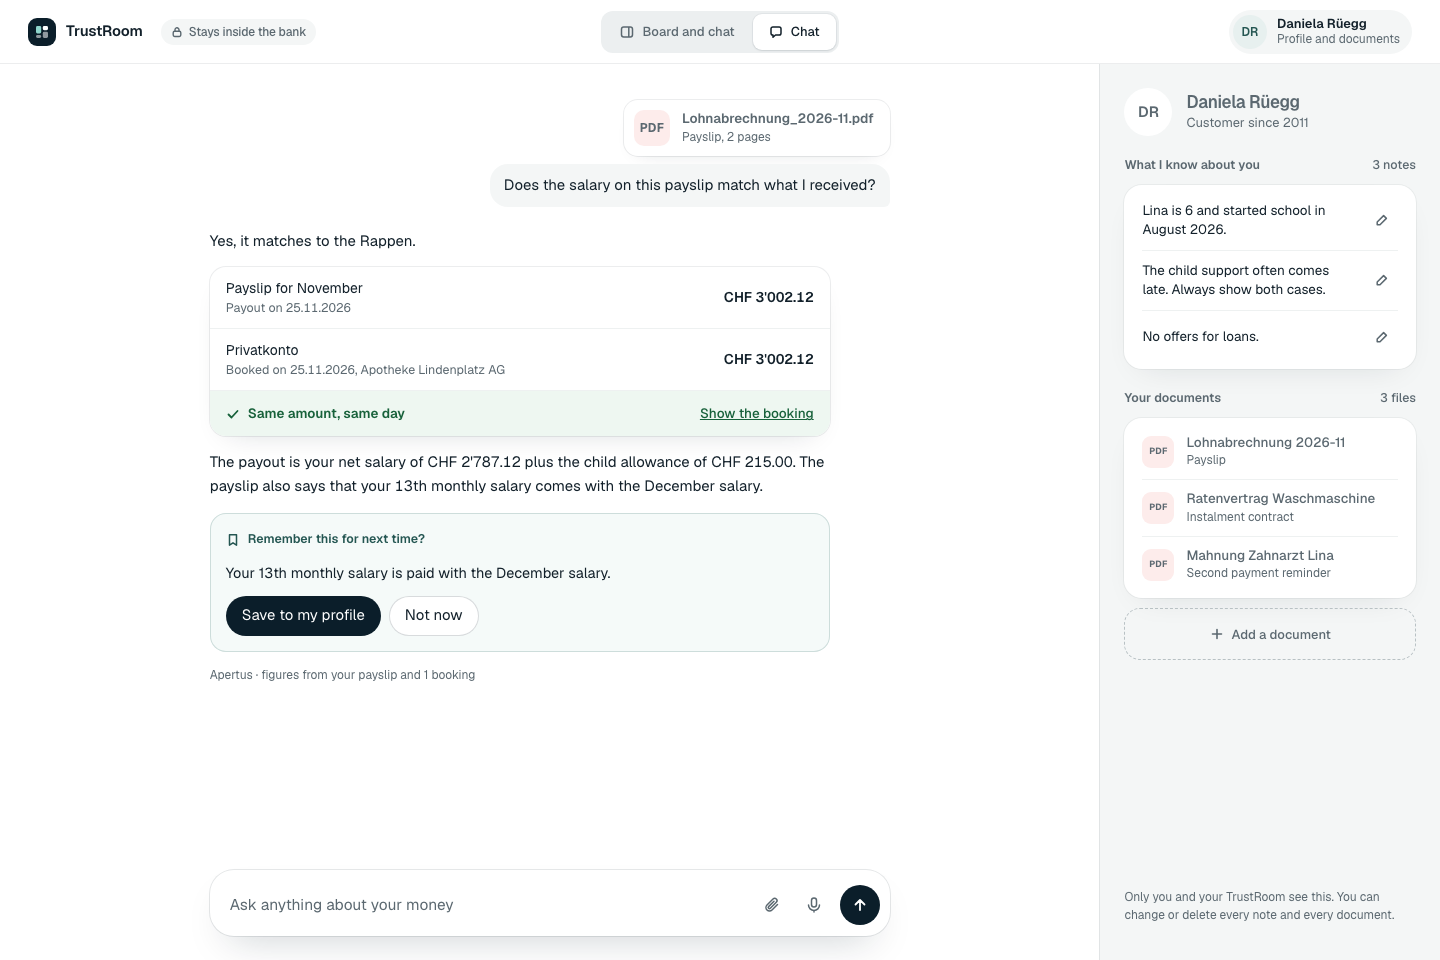 TrustRoom
Stays inside the bank
Board and chat
Chat
DR
Daniela Rüegg
Profile and documents
PDF
Lohnabrechnung_2026-11.pdf
Payslip, 2 pages
Does the salary on this payslip match what I received?
Yes, it matches to the Rappen.
Payslip for November
Payout on 25.11.2026
CHF 3'002.12
Privatkonto
Booked on 25.11.2026, Apotheke Lindenplatz AG
CHF 3'002.12
Same amount, same day
Show the booking
The payout is your net salary of CHF 2'787.12 plus the child allowance of CHF 215.00. The
payslip also says that your 13th monthly salary comes with the December salary.
Remember this for next time?
Your 13th monthly salary is paid with the December salary.
Save to my profile
Not now
Apertus · figures from your payslip and 1 booking
Ask anything about your money
DR
Daniela Rüegg
Customer since 2011
What I know about you
3 notes
Lina is 6 and started school in
August 2026.
The child support often comes
late. Always show both cases.
No offers for loans.
Your documents
3 files
PDF
Lohnabrechnung 2026-11
Payslip
PDF
Ratenvertrag Waschmaschine
Instalment contract
PDF
Mahnung Zahnarzt Lina
Second payment reminder
Add a document
Only you and your TrustRoom see this. You can
change or delete every note and every document.